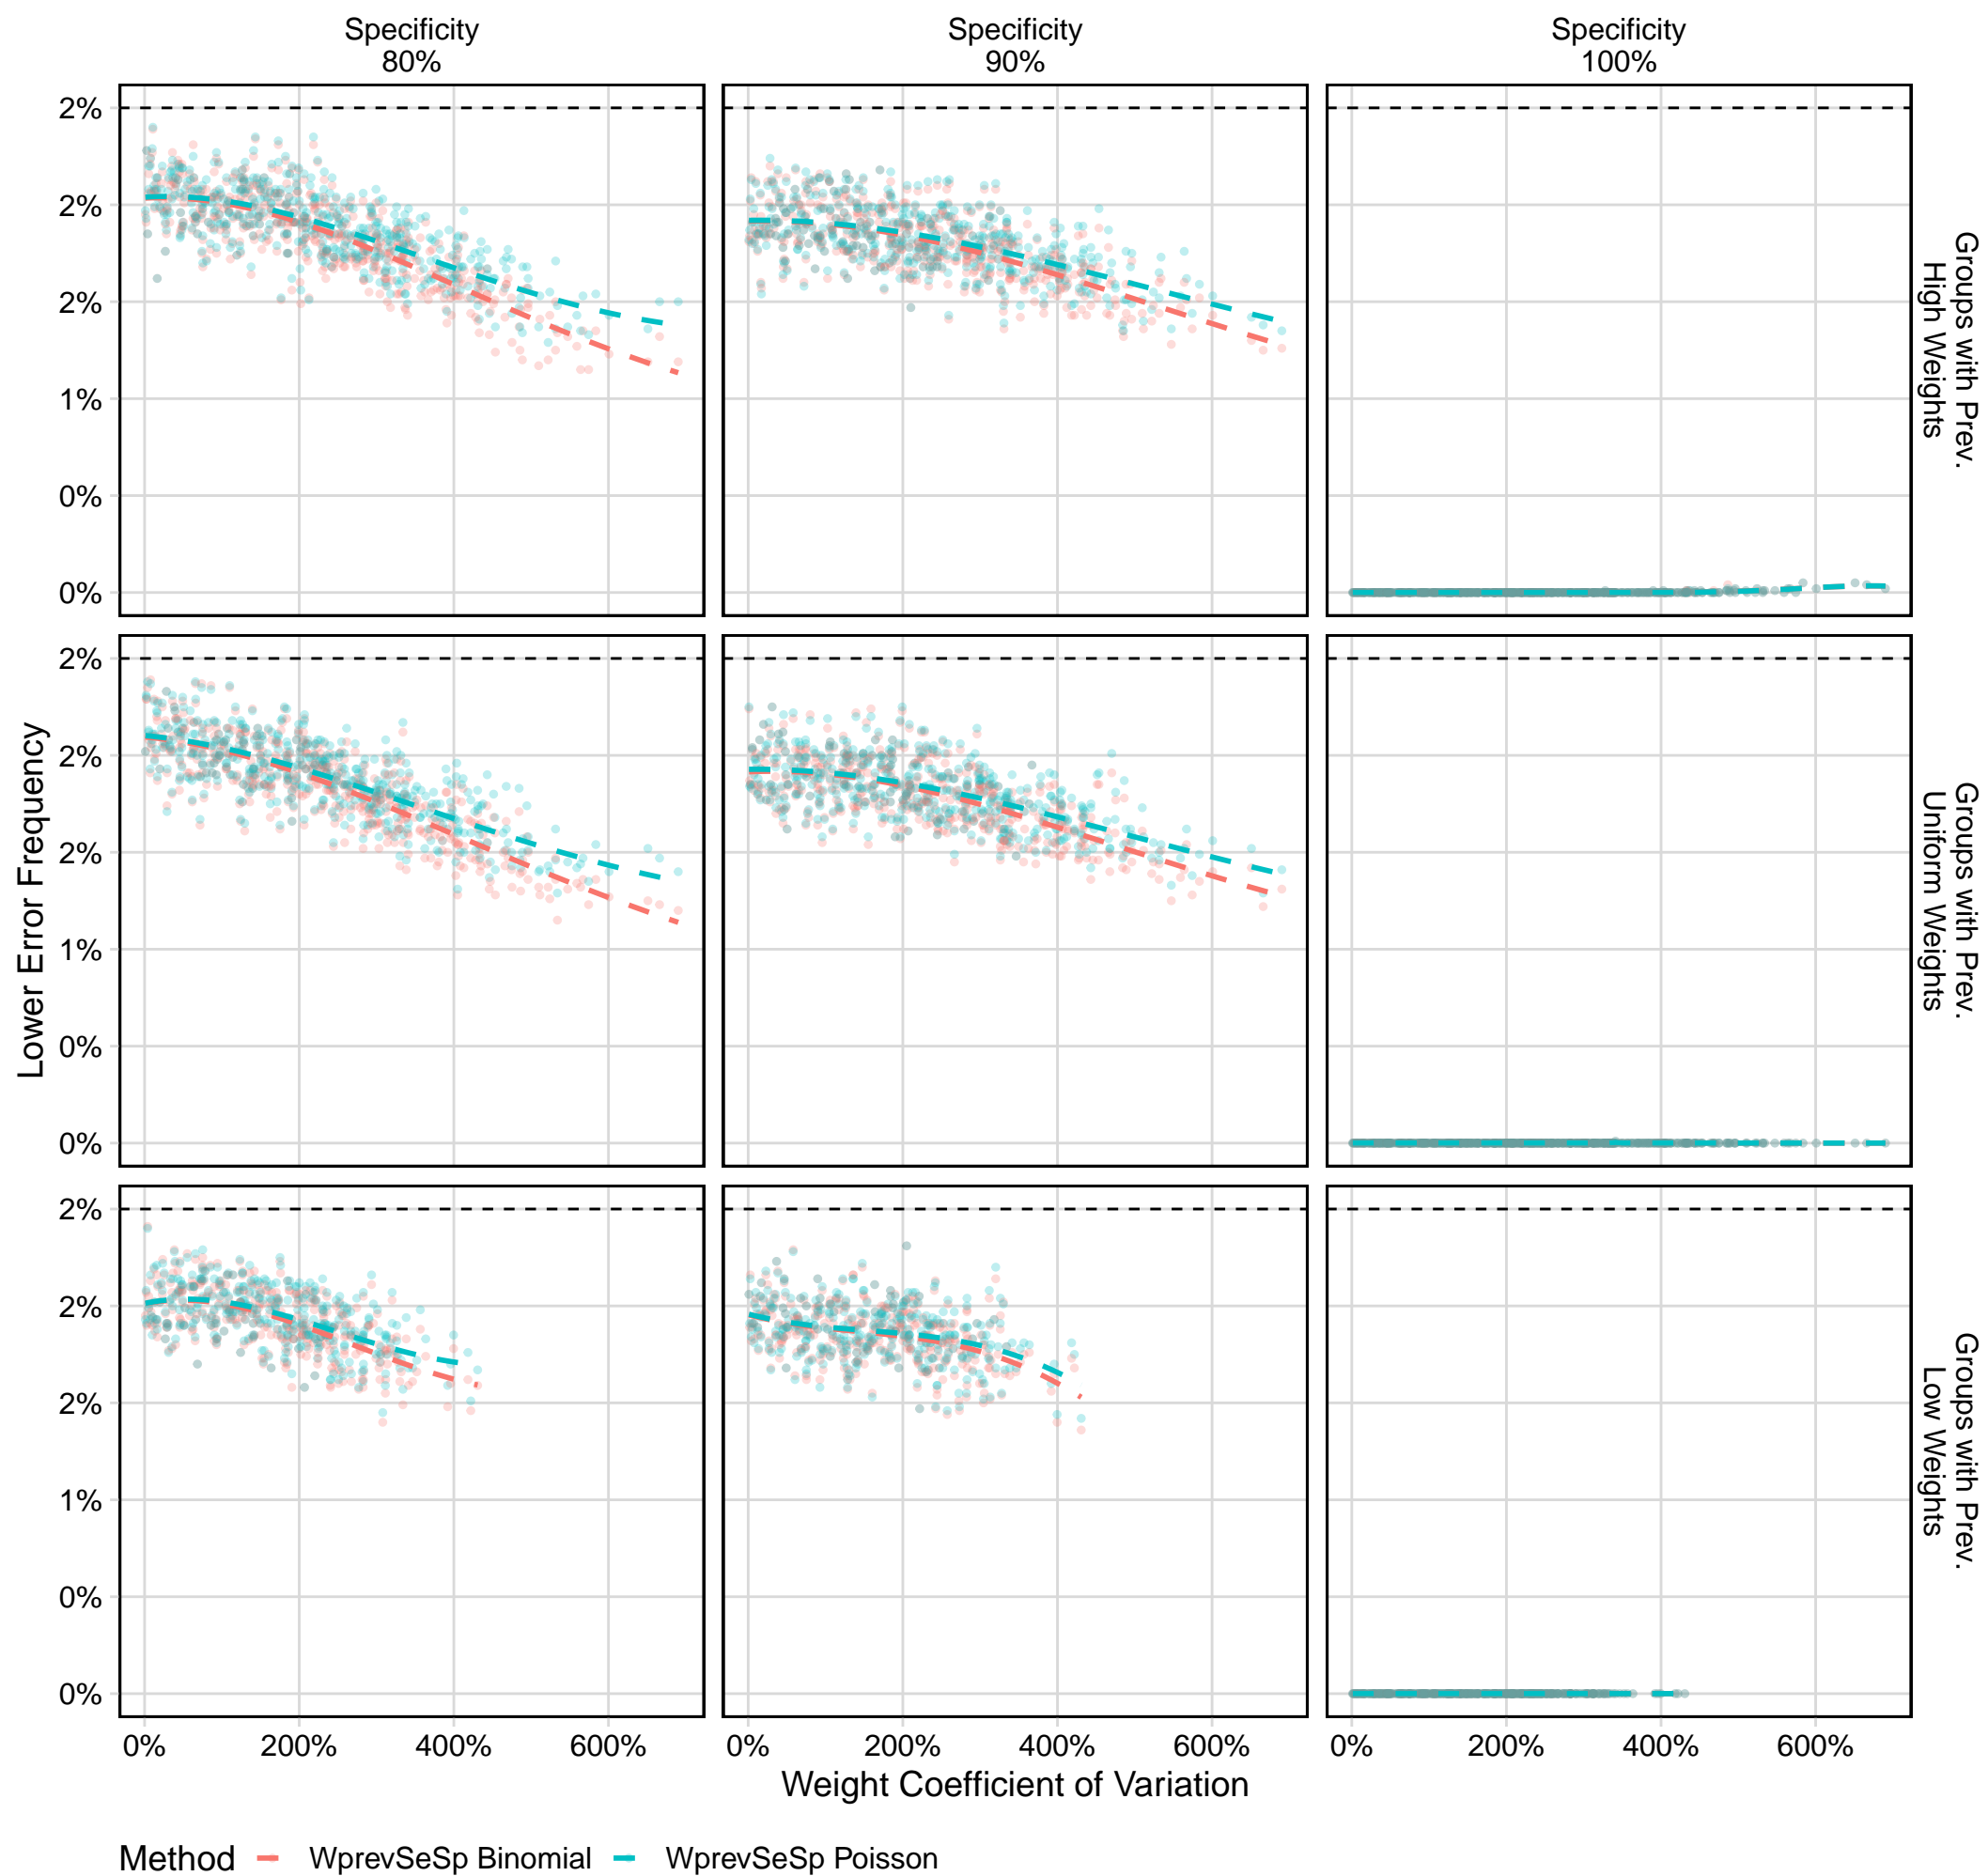 Specificity
80%
Specificity
90%
Specificity
100%
2%
2%
2%
1%
0%
0%
Groups with Prev.
High Weights
Lower Error Frequency
2%
2%
2%
1%
0%
0%
Groups with Prev.
Uniform Weights
2%
2%
2%
1%
0%
0%
Groups with Prev.
Low Weights
0% 200% 400% 600%
0% 200% 400% 600%
0% 200% 400% 600%
Weight Coefficient of Variation
Method WprevSeSp Binomial WprevSeSp Poisson